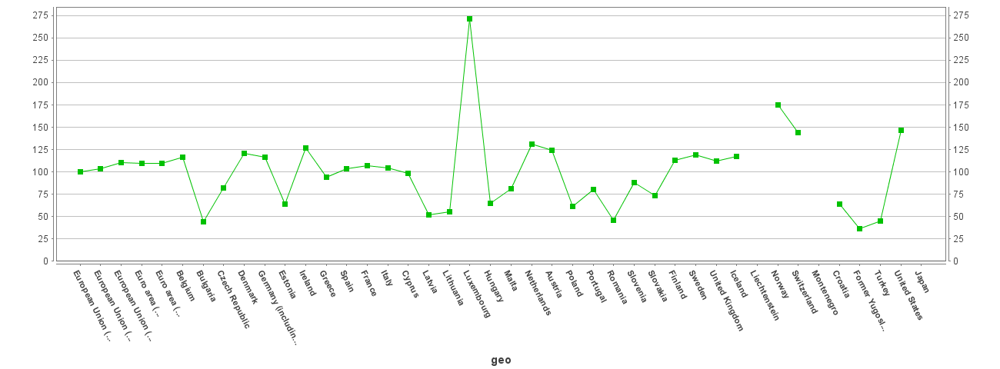 275 275
250 250
225 225
200 200
175 175
150 150
125 125
100 100
75 75
50 50
25 25
0 0
European Union (...
European Union (...
European Union (...
Euro area (...
Euro area (...
Belgium
Bulgaria
Czech Republic
Denmark
Germany (includin...
Estonia
Ireland
Greece
Spain
France
Italy
Cyprus
Latvia
Lithuania
Luxembourg
Hungary
Malta
Netherlands
Austria
Poland
Portugal
Romania
Slovenia
Slovakia
Finland
Sweden
United Kingdom
Iceland
Liechtenstein
Norway
Switzerland
Montenegro
Croatia
Former Yugosl...
Turkey
United States
Japan
geo